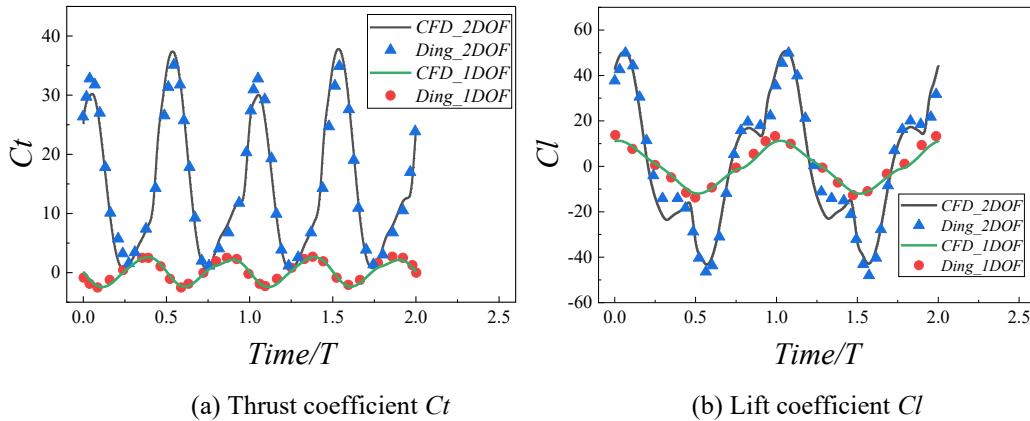 40
30
20
10
0
Ct
0.0 0.5 1.0 1.5 2.0 2.5
Time/T
CFD_2DOF
Ding_2DOF
CFD_1DOF
Ding_1DOF
(a) Thrust coefficient Ct
60
40
20
0
-20
-40
-60
Cl
0.0 0.5 1.0 1.5 2.0 2.5
Time/T
CFD_2DOF
Ding_2DOF
CFD_1DOF
Ding_1DOF
(b) Lift coefficient Cl